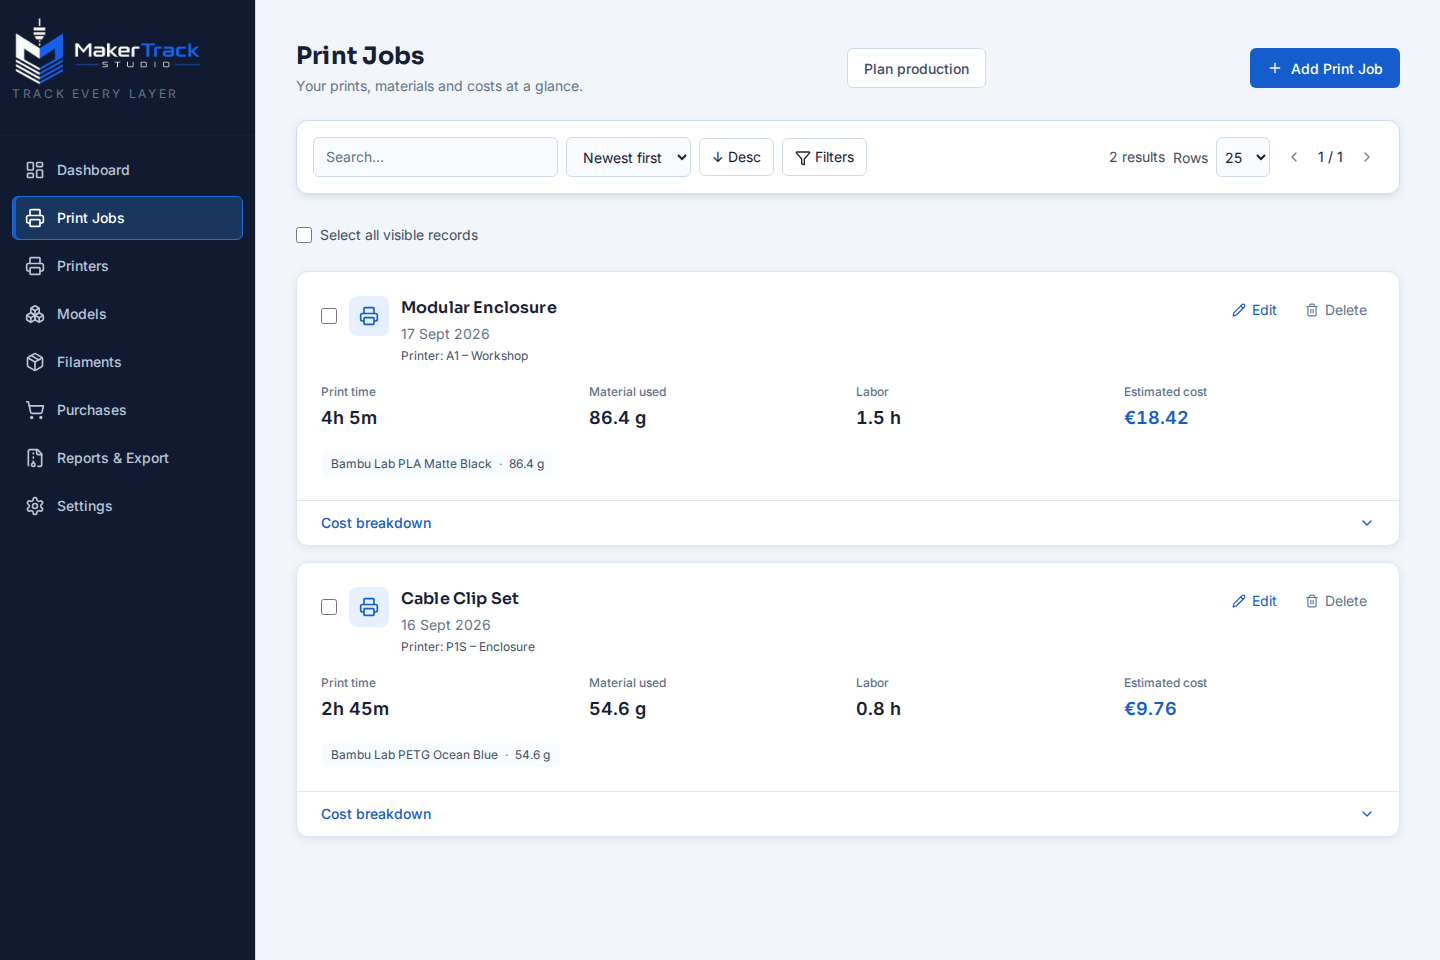 MakerTrack
STUDIO
TRACK EVERY LAYER
Dashboard
Print Jobs
Printers
Models
Filaments
Purchases
Reports & Export
Settings
Print Jobs
Your prints, materials and costs at a glance.
Plan production
Add Print Job
Search...
Newest first
↓ Desc
Filters
2 results
Rows
25
1 / 1
Select all visible records
Modular Enclosure
17 Sept 2026
Printer: A1 – Workshop
Edit
Delete
Print time
Material used
Labor
Estimated cost
4h 5m
86.4 g
1.5 h
€18.42
Bambu Lab PLA Matte Black · 86.4 g
Cost breakdown
Cable Clip Set
16 Sept 2026
Printer: P1S – Enclosure
Edit
Delete
Print time
Material used
Labor
Estimated cost
2h 45m
54.6 g
0.8 h
€9.76
Bambu Lab PETG Ocean Blue · 54.6 g
Cost breakdown